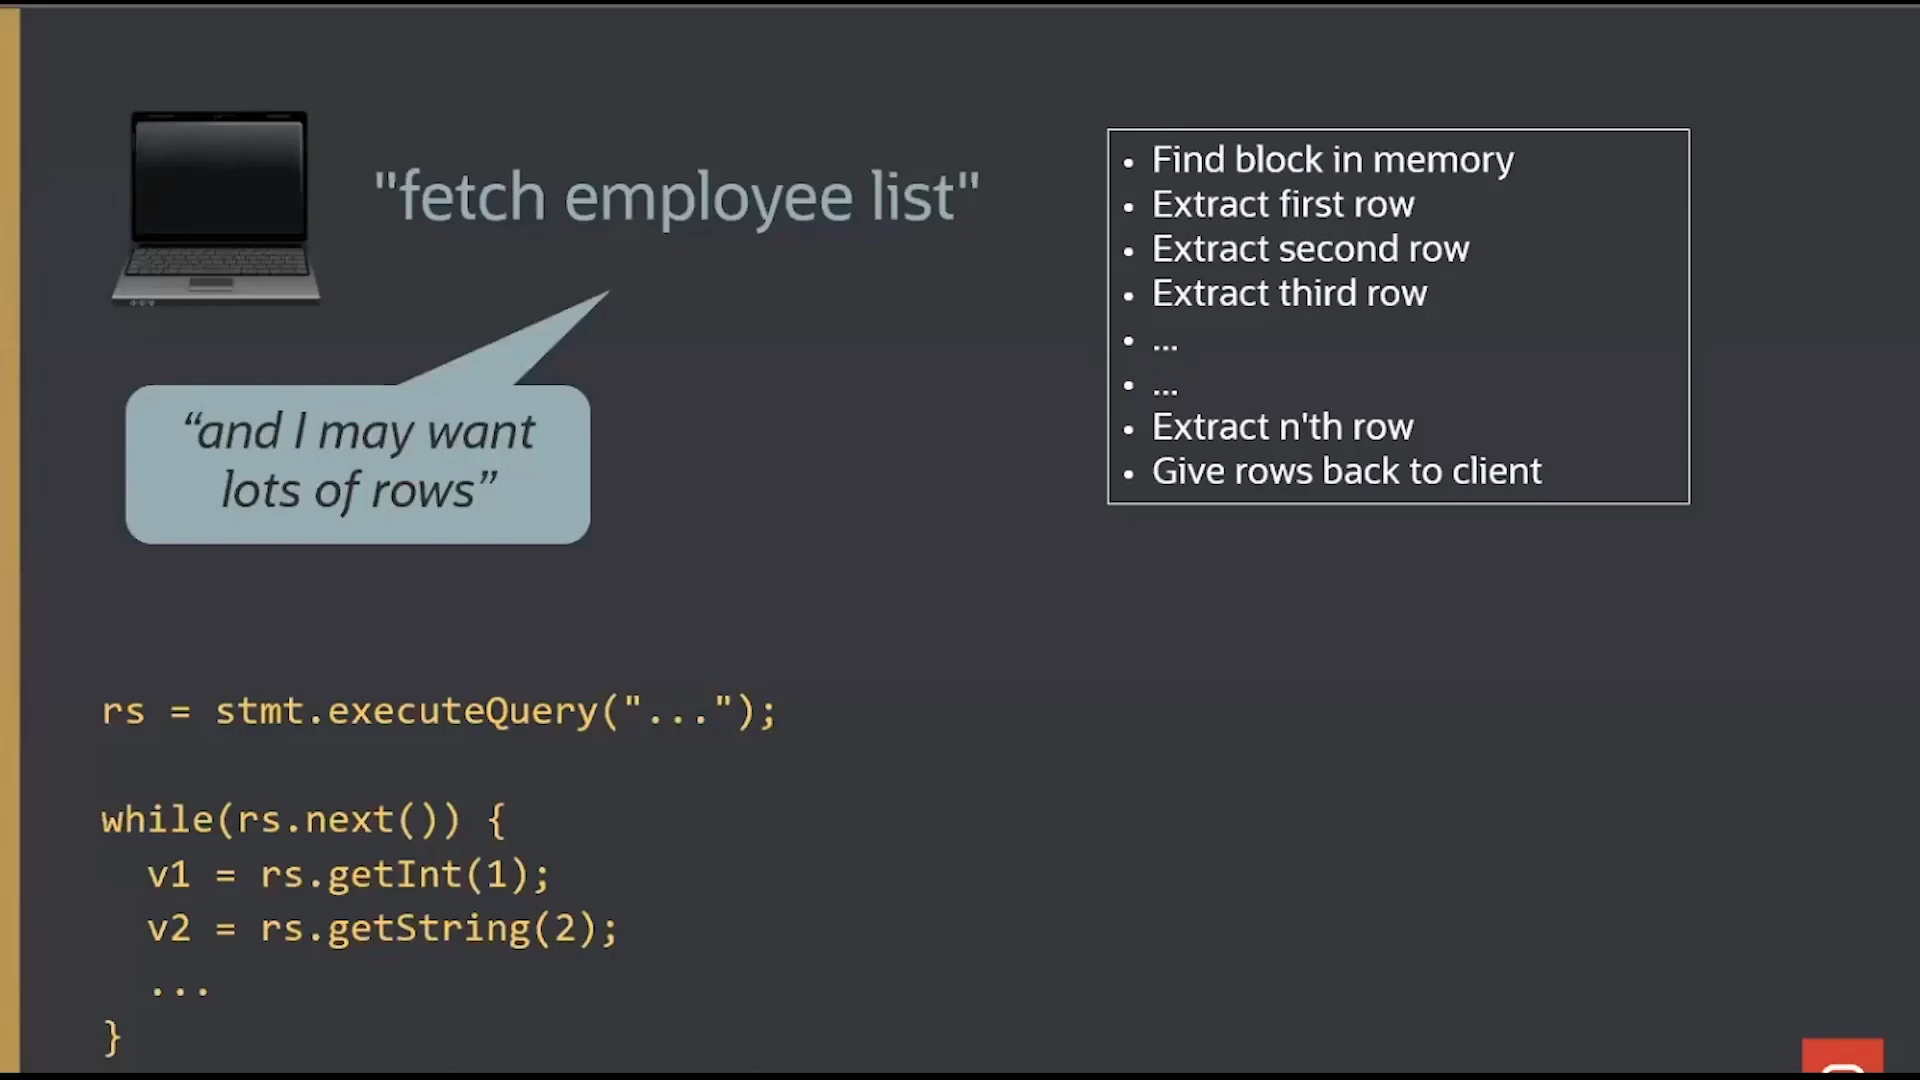 "fetch employee list"
“and I may want
lots of rows”
• Find block in memory
• Extract first row
• Extract second row
• Extract third row
• ...
• ...
• Extract n'th row
• Give rows back to client
rs = stmt.executeQuery("...");
while(rs.next()) {
v1 = rs.getInt(1);
v2 = rs.getString(2);
...
}